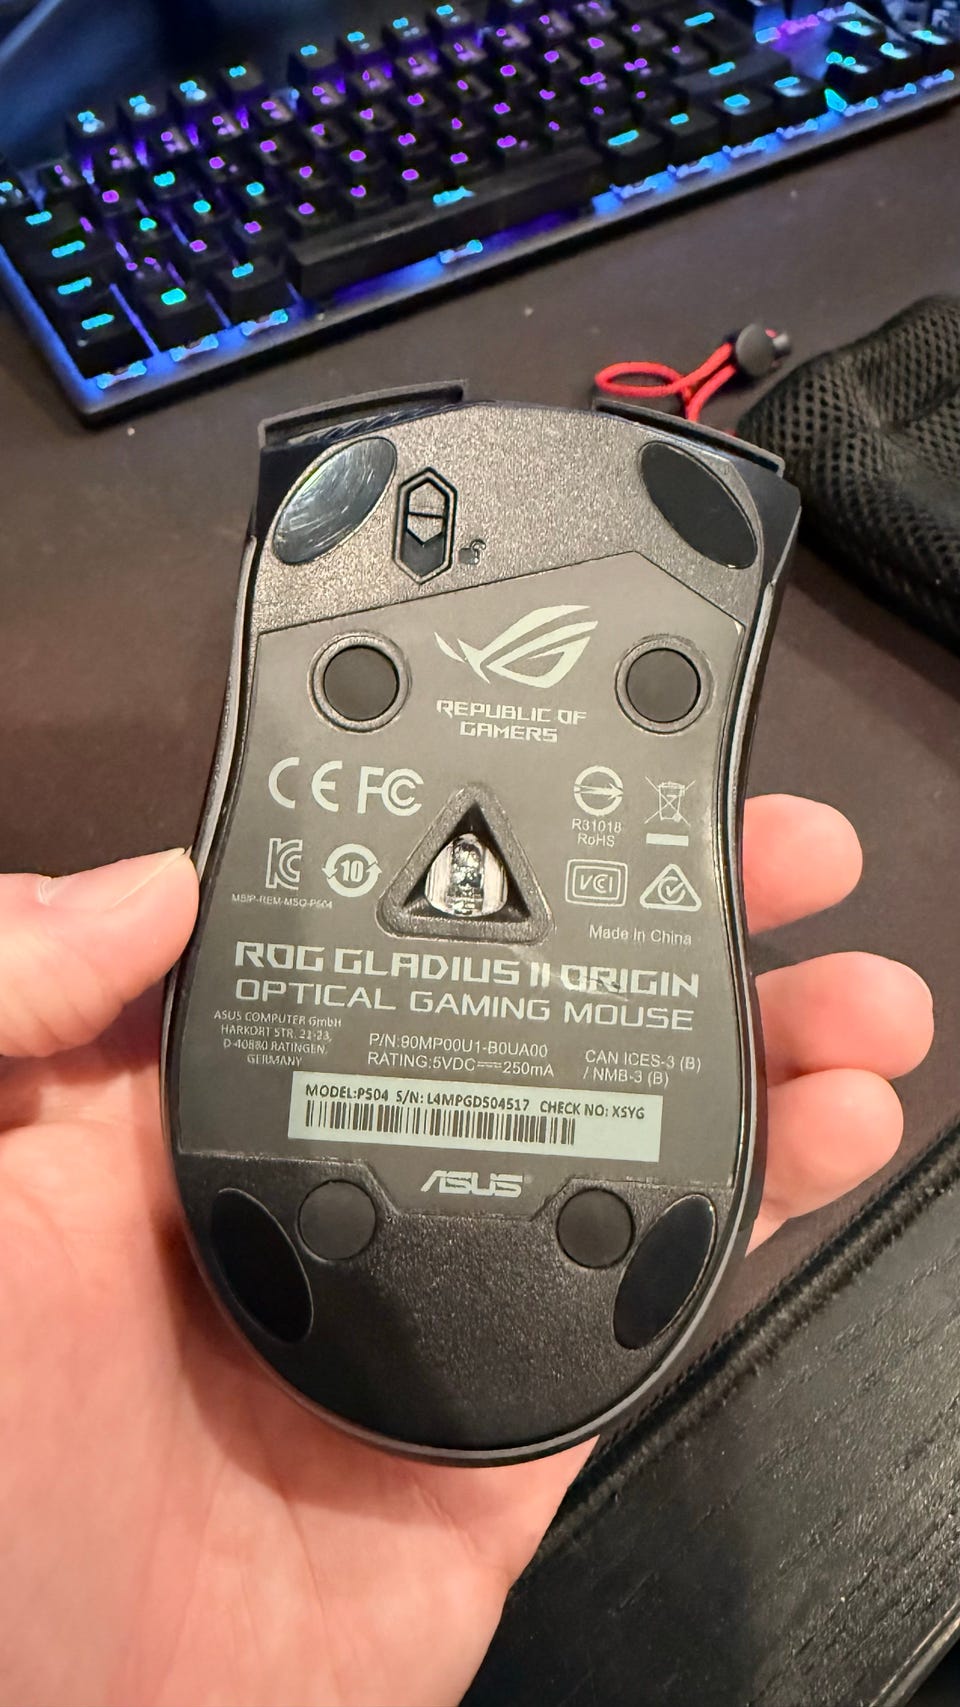 REPUBLIC OF
GAMERS
CE FC
R31018
RoHS
10
VCI
MSIP-REM-MSQ-P504
Made In China
ROG GLADIUS II ORIGIN
OPTICAL GAMING MOUSE
ASUS COMPUTER GmbH
HARKORT STR. 21-23,
D-40880 RATINGEN,
GERMANY
P/N:90MP00U1-B0UA00
RATING:5VDC⎓250mA
CAN ICES-3 (B)
/ NMB-3 (B)
MODEL:P504 S/N: L4MPGD504517 CHECK NO: X5YG
ASUS